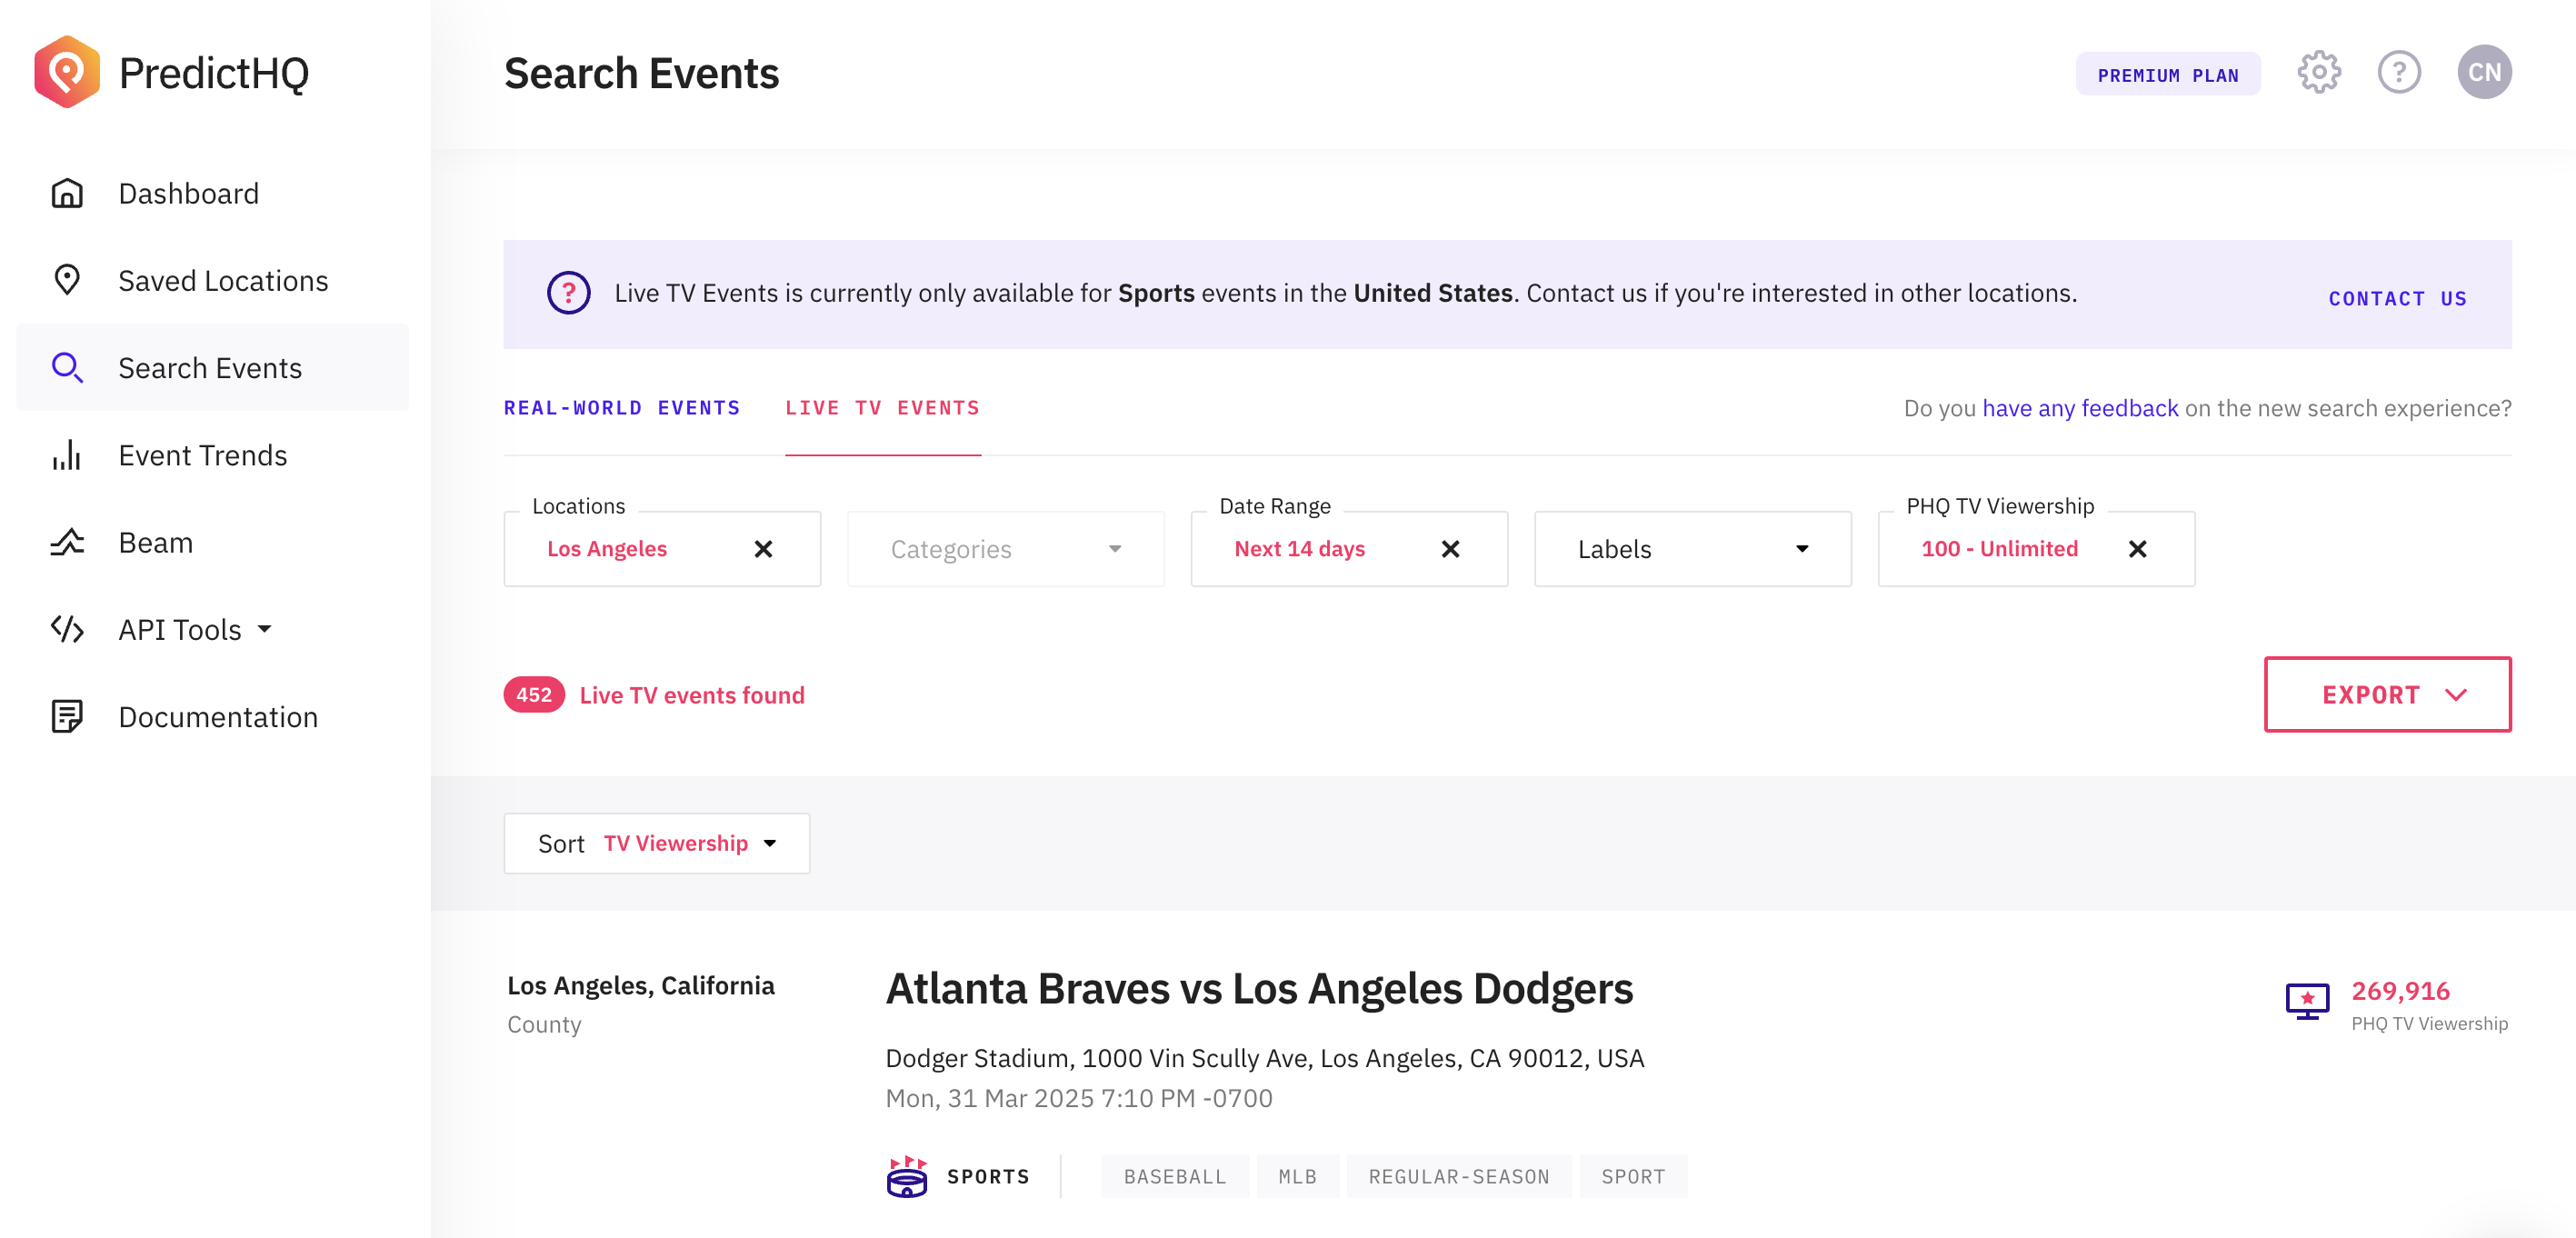 PredictHQ
Dashboard
Saved Locations
Search Events
Event Trends
Beam
API Tools
Documentation
Search Events
PREMIUM PLAN
CN
Live TV Events is currently only available for Sports events in the United States. Contact us if you're interested in other locations.
CONTACT US
REAL-WORLD EVENTS
LIVE TV EVENTS
Do you have any feedback on the new search experience?
Locations
Los Angeles
Categories
Date Range
Next 14 days
Labels
PHQ TV Viewership
100 - Unlimited
452 Live TV events found
EXPORT
Sort TV Viewership
Los Angeles, California
County
Atlanta Braves vs Los Angeles Dodgers
Dodger Stadium, 1000 Vin Scully Ave, Los Angeles, CA 90012, USA
Mon, 31 Mar 2025 7:10 PM -0700
SPORTS
BASEBALL
MLB
REGULAR-SEASON
SPORT
269,916
PHQ TV Viewership